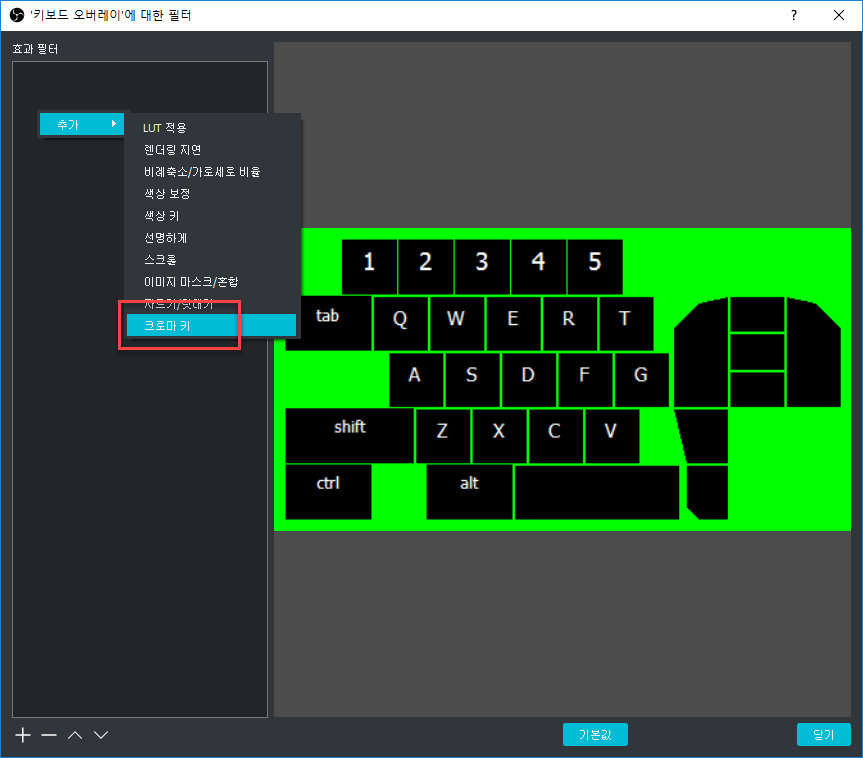 '키보드 오버레이'에 대한 필터
?
효과 필터
추가
LUT 적용
렌더링 지연
비례축소/가로세로 비율
색상 보정
색상 키
선명하게
스크롤
이미지 마스크/혼합
자르기/덧대기
크로마 키
1 2 3 4 5
tab Q W E R T
A S D F G
shift Z X C V
ctrl alt
기본값
닫기